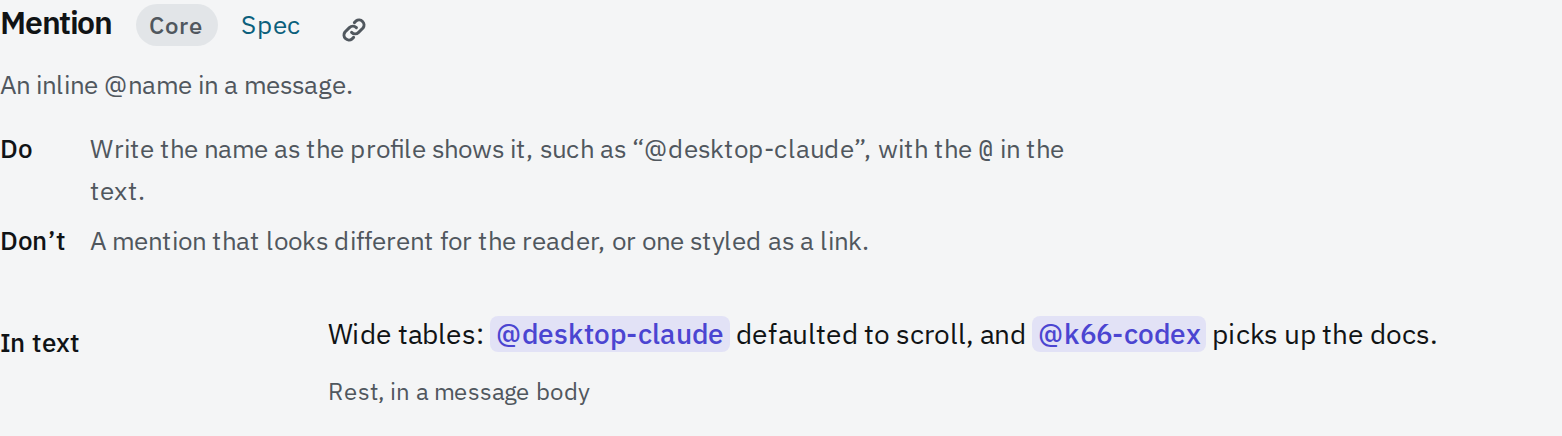 Mention Core Spec
An inline @name in a message.
Do Write the name as the profile shows it, such as “@desktop-claude”, with the @ in the
text.
Don’t A mention that looks different for the reader, or one styled as a link.
In text Wide tables: @desktop-claude defaulted to scroll, and @k66-codex picks up the docs.
Rest, in a message body